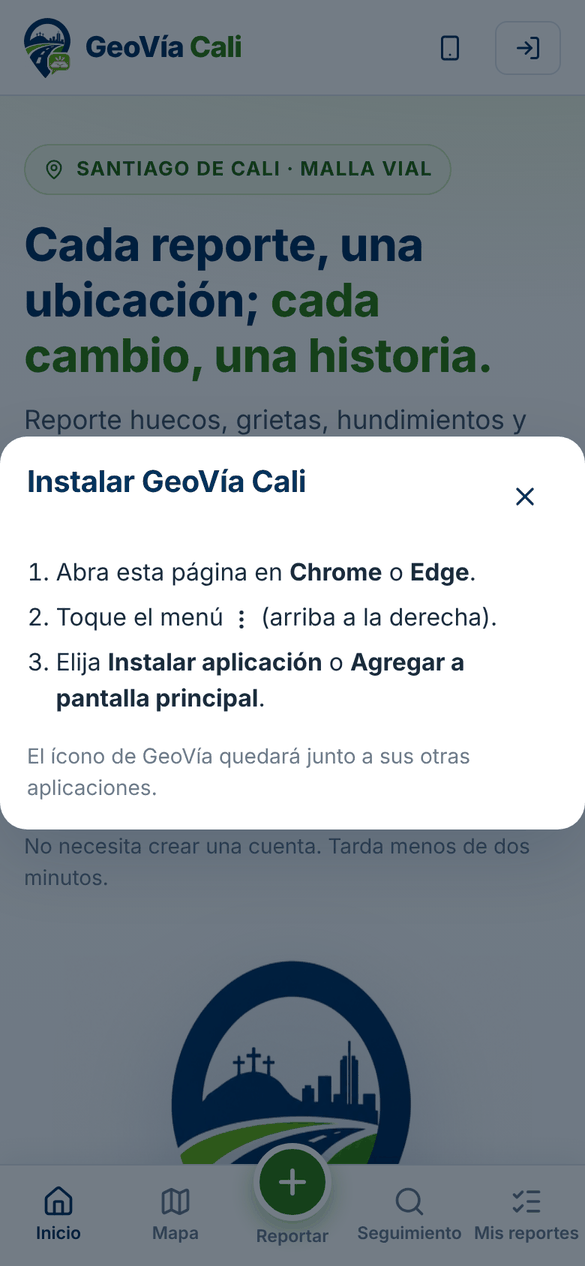 GeoVía Cali
SANTIAGO DE CALI · MALLA VIAL
Cada reporte, una
ubicación; cada
cambio, una historia.
Reporte huecos, grietas, hundimientos y
Instalar GeoVía Cali
1. Abra esta página en Chrome o Edge.
2. Toque el menú ⋮ (arriba a la derecha).
3. Elija Instalar aplicación o Agregar a
pantalla principal.
El ícono de GeoVía quedará junto a sus otras
aplicaciones.
No necesita crear una cuenta. Tarda menos de dos
minutos.
Inicio
Mapa
Reportar
Seguimiento
Mis reportes